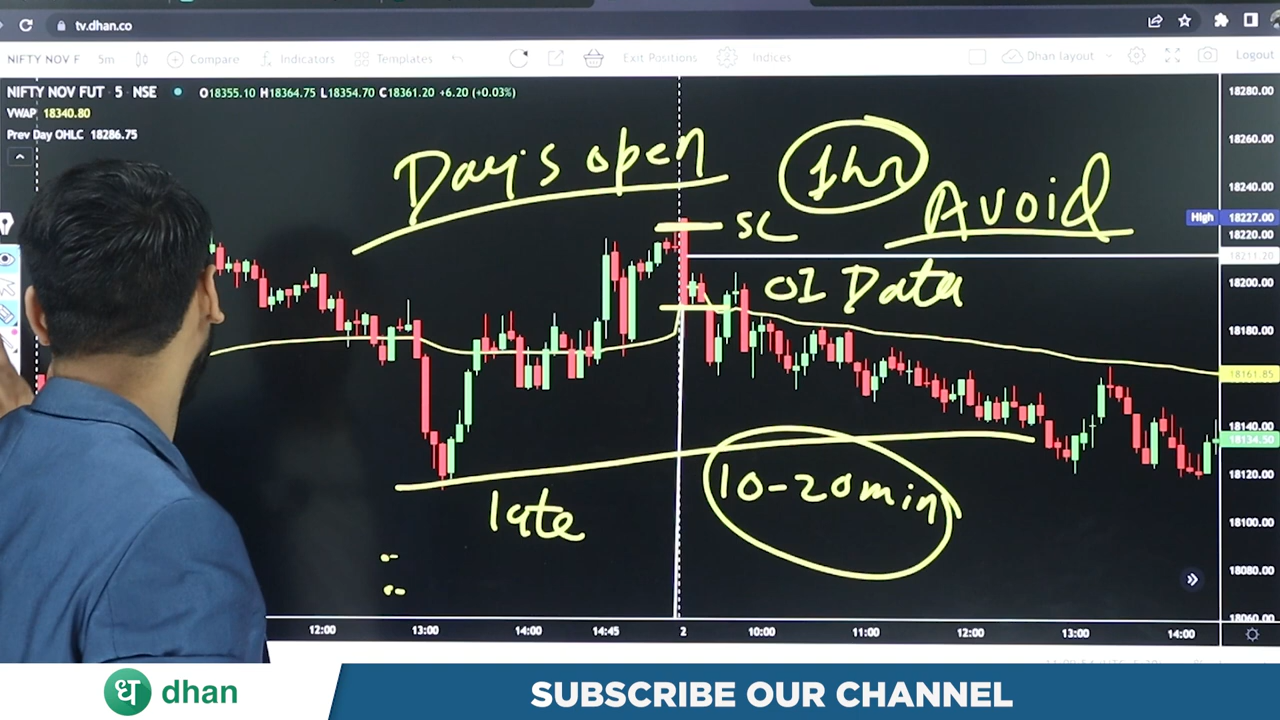 tv.dhan.co
NIFTY NOV F 5m Compare Indicators Templates Exit Positions Indices Dhan layout Logout
NIFTY NOV FUT · 5 · NSE O18355.10 H18364.75 L18354.70 C18361.20 +6.20 (+0.03%)
VWAP 18340.80
Prev Day OHLC 18286.75
Day's open
1hr
Avoid
SL
OI Data
10-20min
late
18280.00
18260.00
18240.00
High 18227.00
18220.00
18211.20
18200.00
18180.00
18161.85
18140.00
18134.50
18120.00
18100.00
18080.00
18060.00
12:00 13:00 14:00 14:45 2 10:00 11:00 12:00 13:00 14:00
ध dhan
SUBSCRIBE OUR CHANNEL